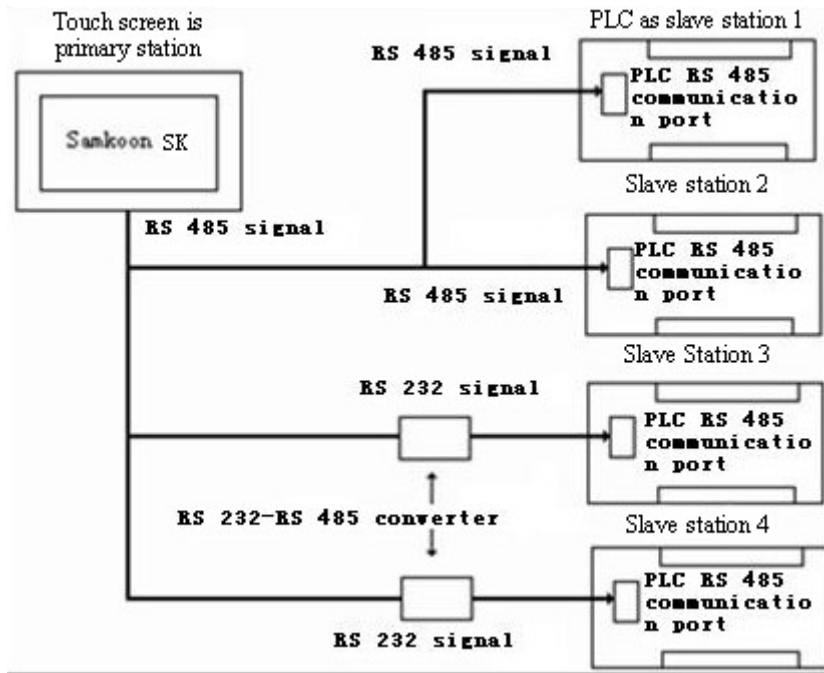 Touch screen is
primary station
Samkoon SK
RS 485 signal
RS 485 signal
RS 485 signal
PLC as slave station 1
PLC RS 485
communicatio
n port
Slave station 2
PLC RS 485
communicatio
n port
Slave Station 3
RS 232 signal
PLC RS 485
communicatio
n port
RS 232-RS 485 converter
Slave station 4
PLC RS 485
communicatio
n port
RS 232 signal